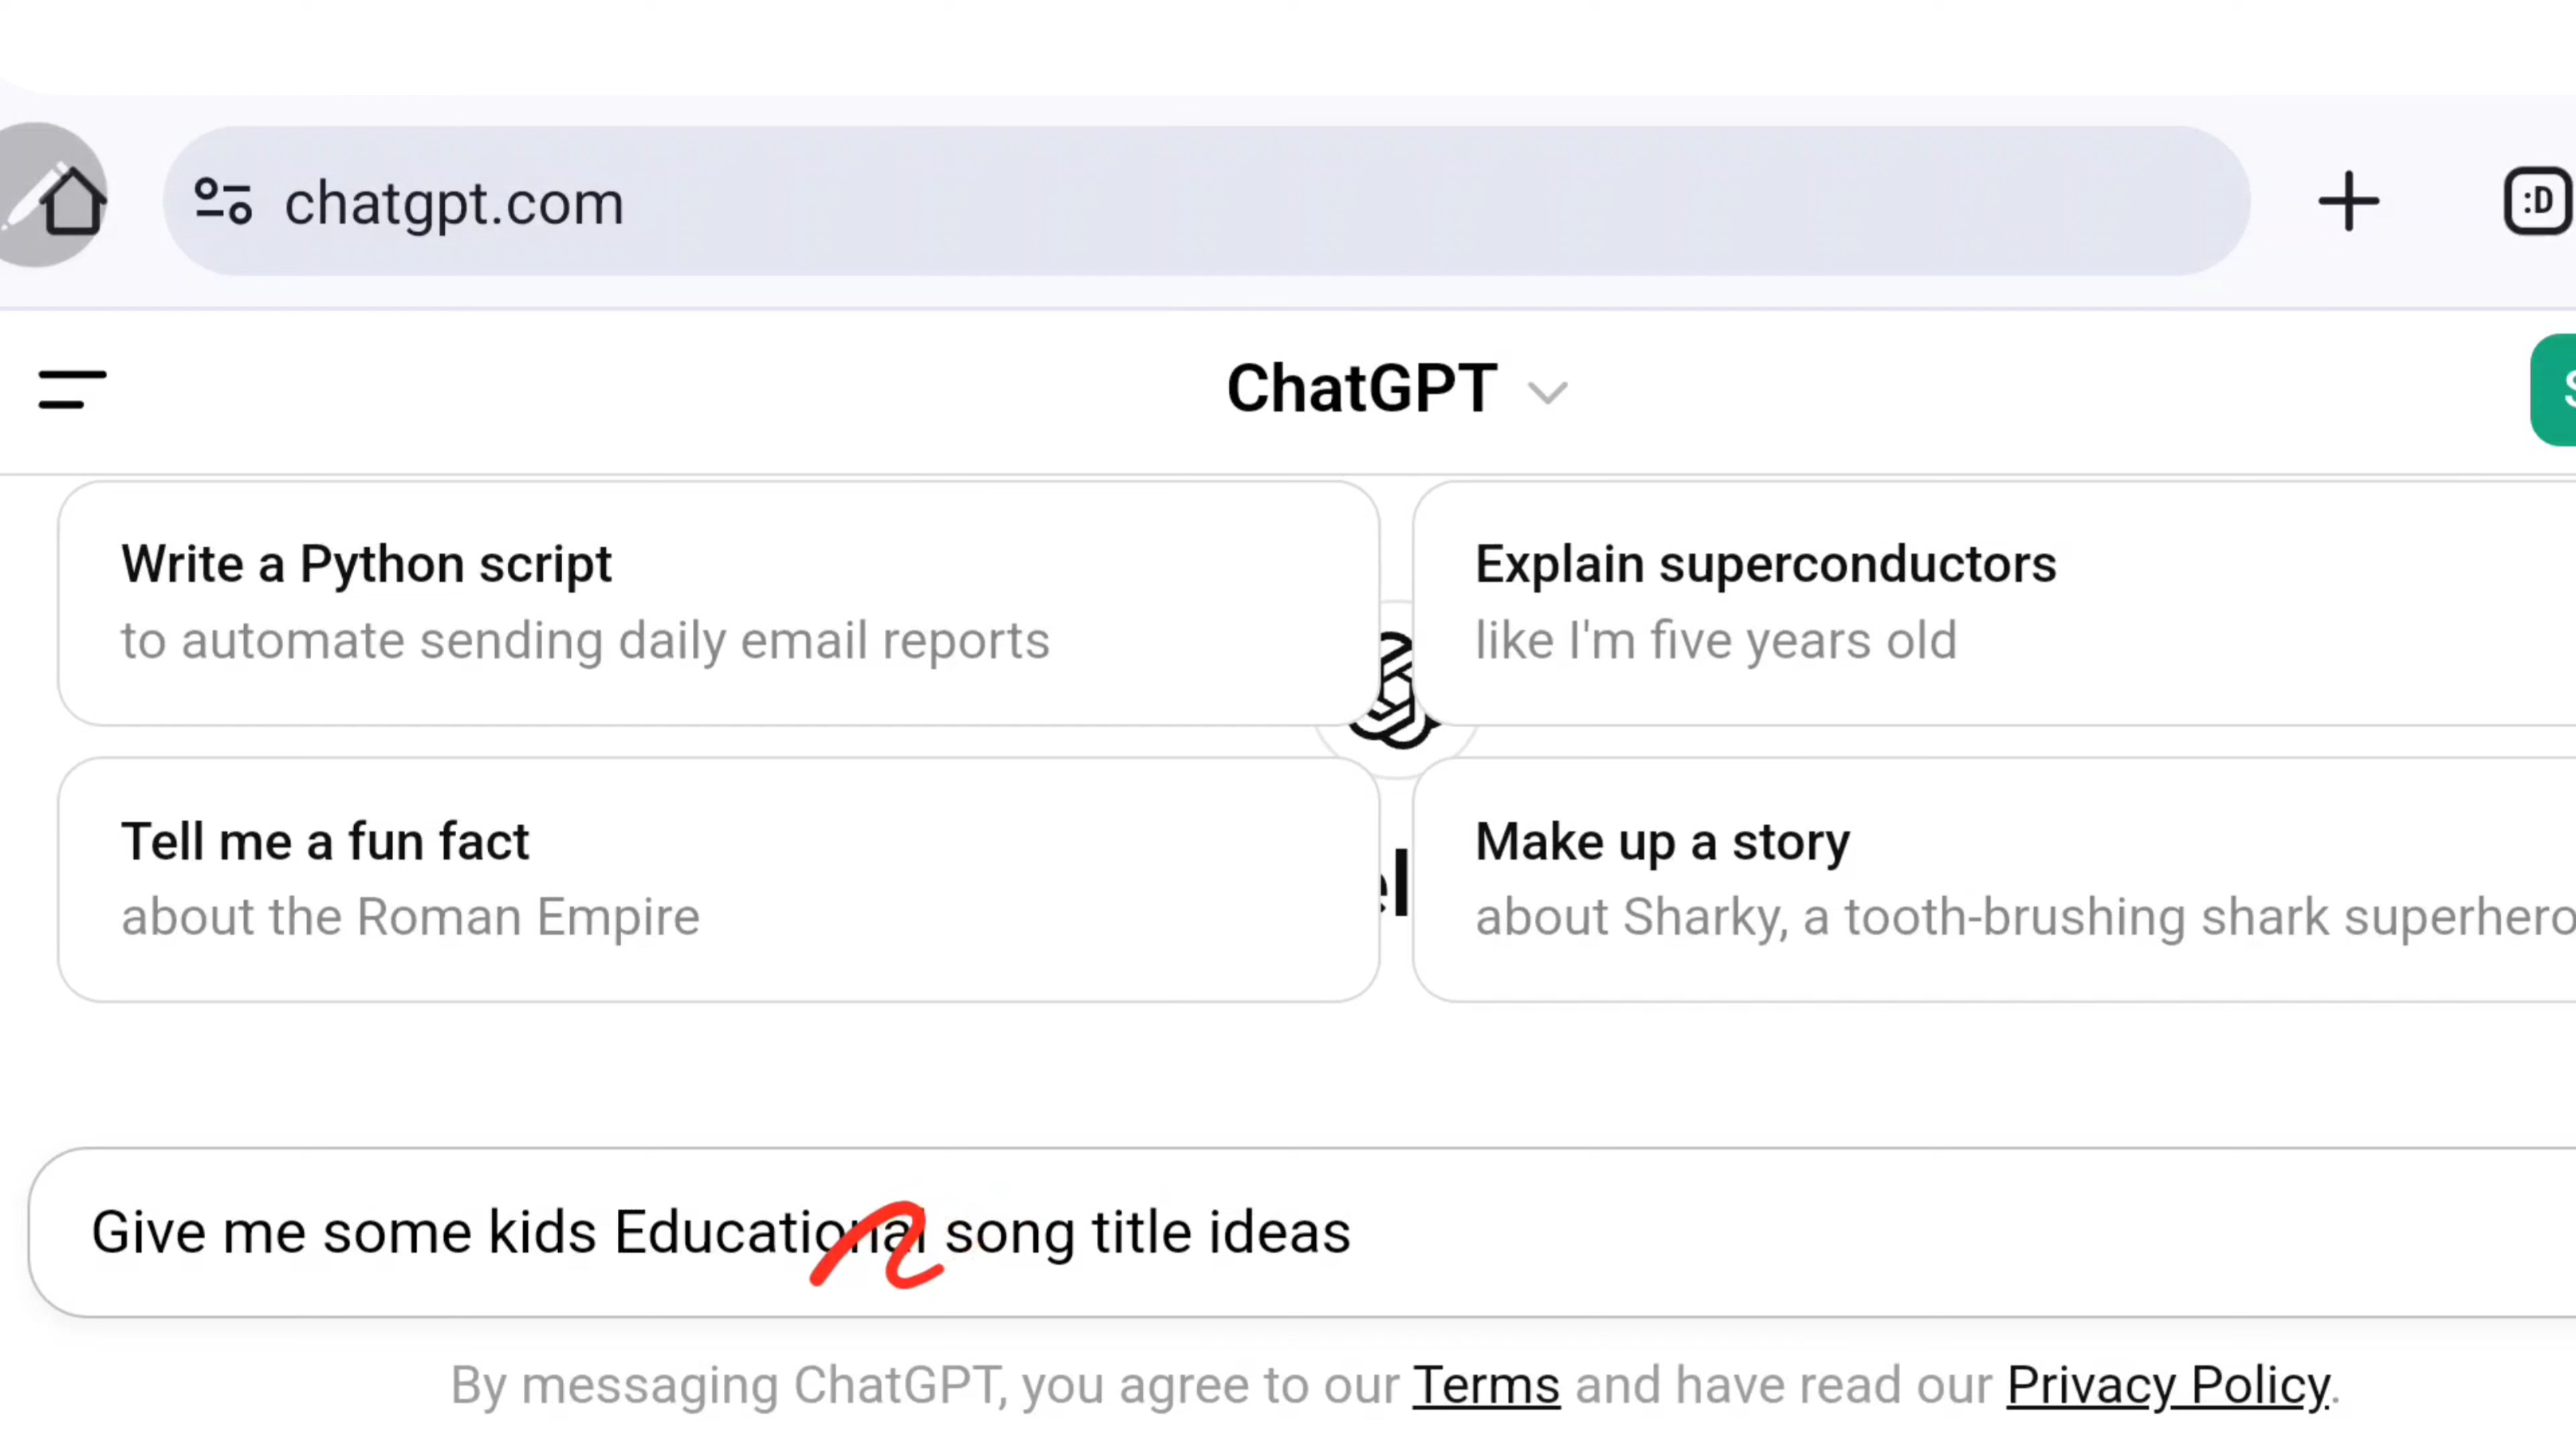 chatgpt.com
:D
ChatGPT
S
Write a Python script
to automate sending daily email reports
Explain superconductors
like I'm five years old
Tell me a fun fact
about the Roman Empire
el
Make up a story
about Sharky, a tooth-brushing shark superhero
Give me some kids Educational song title ideas
By messaging ChatGPT, you agree to our Terms and have read our Privacy Policy.